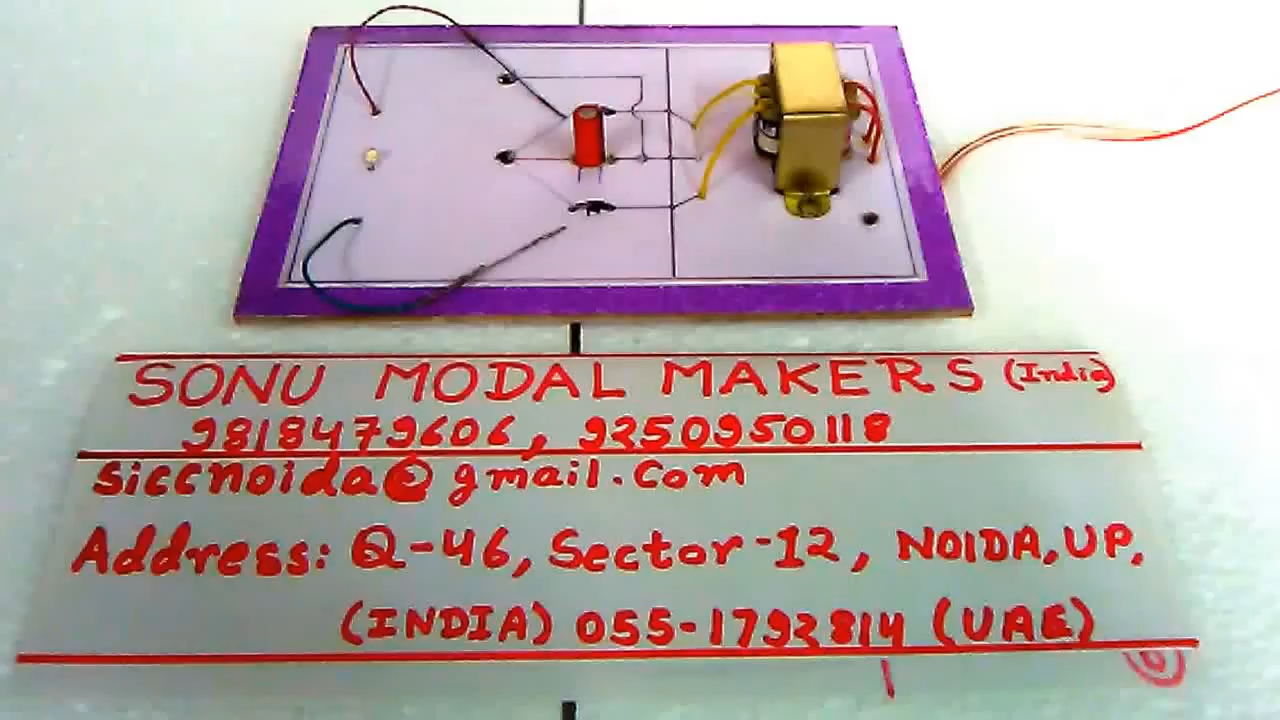 SONU MODAL MAKERS (India)
9818479606, 9250950118
siccnoida@gmail.com
Address: Q-46, Sector-12, NOIDA, UP,
(INDIA) 055-1792814 (UAE)